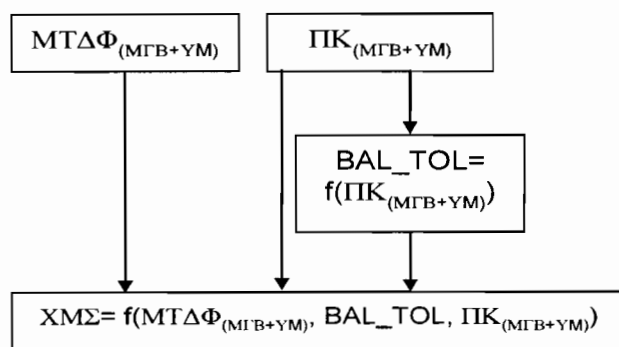 ΜΤΔΦ(ΜΓΒ+ΥΜ)
ΠΚ(ΜΓΒ+ΥΜ)
BAL_TOL=
f(ΠΚ(ΜΓΒ+ΥΜ))
ΧΜΣ= f(ΜΤΔΦ(ΜΓΒ+ΥΜ), BAL_TOL, ΠΚ(ΜΓΒ+ΥΜ))